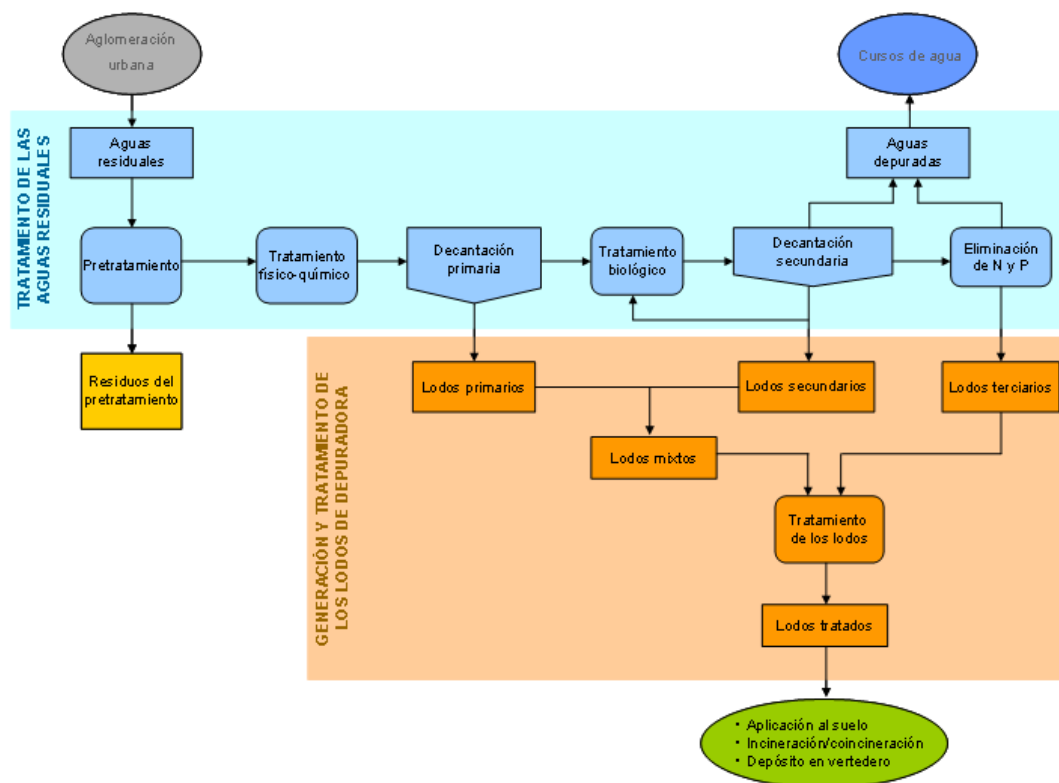 Aglomeración
urbana
Cursos de agua
TRATAMIENTO DE LAS
AGUAS RESIDUALES
Aguas
residuales
Aguas
depuradas
Pretratamiento
Tratamiento
físico-químico
Decantación
primaria
Tratamiento
biológico
Decantación
secundaria
Eliminación
de N y P
Residuos del
pretratamiento
GENERACIÓN Y TRATAMIENTO DE
LOS LODOS DE DEPURADORA
Lodos primarios
Lodos secundarios
Lodos terciarios
Lodos mixtos
Tratamiento
de los lodos
Lodos tratados
• Aplicación al suelo
• Incineración/coincineración
• Depósito en vertedero